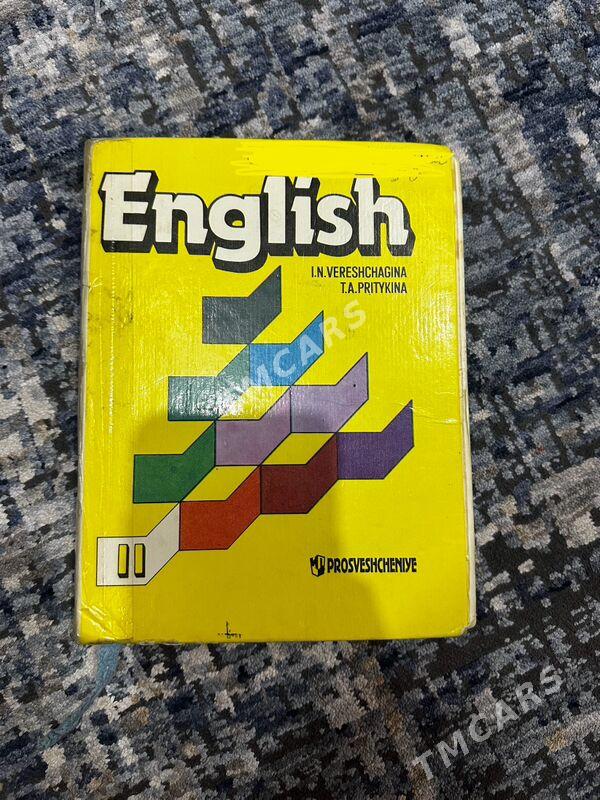 TMCARS
English
I.N.VERESHCHAGINA
T.A.PRITYKINA
TMCARS
II
PROSVESHCHENIYE
TMCARS